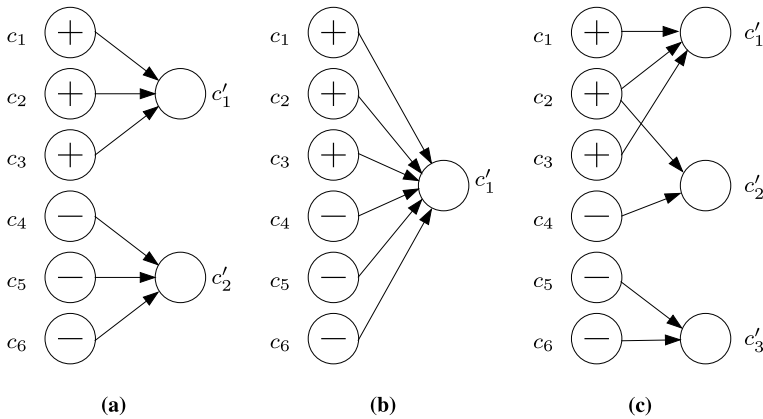 c₁ + c₁ + c₁ + c′₁
c₂ + c′₁ c₂ + c₂ +
c₃ + c₃ + c₃ +
c₄ − c₄ − c′₁ c₄ − c′₂
c₅ − c′₂ c₅ − c₅ −
c₆ − c₆ − c₆ − c′₃
(a) (b) (c)